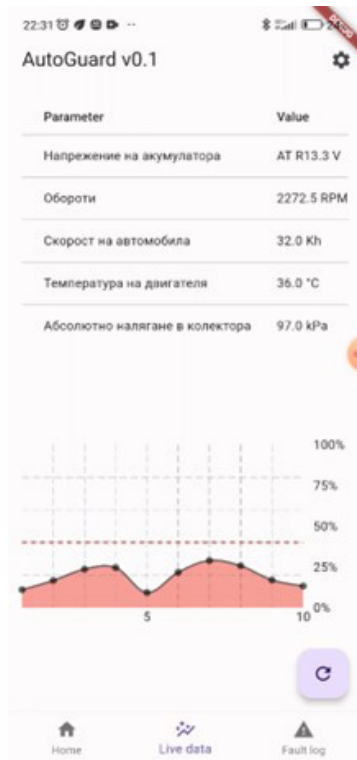 22:31
AutoGuard v0.1
Parameter Value
Напрежение на акумулатора AT R13.3 V
Обороти 2272.5 RPM
Скорост на автомобила 32.0 Kh
Температура на двигателя 36.0 °C
Абсолютно налягане в колектора 97.0 kPa
100%
75%
50%
25%
0%
5 10
Home Live data Fault log